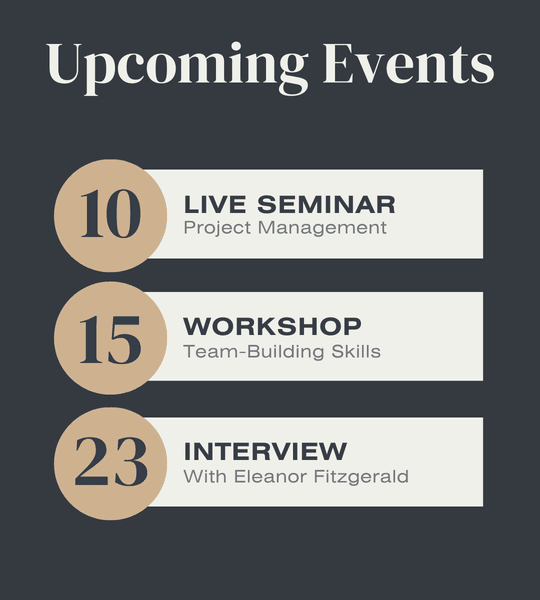 Upcoming Events
10
LIVE SEMINAR
Project Management
15
WORKSHOP
Team-Building Skills
23
INTERVIEW
With Eleanor Fitzgerald